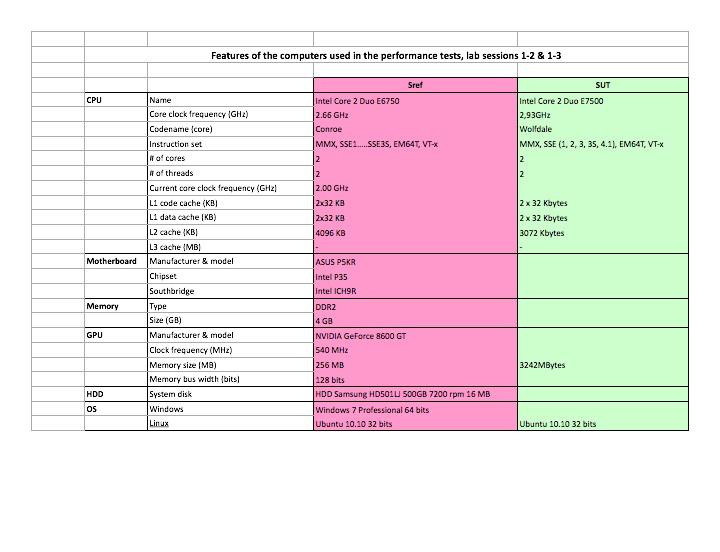 Features of the computers used in the performance tests, lab sessions 1-2 & 1-3
Sref SUT
CPU Name Intel Core 2 Duo E6750 Intel Core 2 Duo E7500
Core clock frequency (GHz) 2.66 GHz 2,93GHz
Codename (core) Conroe Wolfdale
Instruction set MMX, SSE1.....SSE3S, EM64T, VT-x MMX, SSE (1, 2, 3, 3S, 4.1), EM64T, VT-x
# of cores 2 2
# of threads 2 2
Current core clock frequency (GHz) 2.00 GHz
L1 code cache (KB) 2x32 KB 2 x 32 Kbytes
L1 data cache (KB) 2x32 KB 2 x 32 Kbytes
L2 cache (KB) 4096 KB 3072 Kbytes
L3 cache (MB) - -
Motherboard Manufacturer & model ASUS P5KR
Chipset Intel P35
Southbridge Intel ICH9R
Memory Type DDR2
Size (GB) 4 GB
GPU Manufacturer & model NVIDIA GeForce 8600 GT
Clock frequency (MHz) 540 MHz
Memory size (MB) 256 MB 3242MBytes
Memory bus width (bits) 128 bits
HDD System disk HDD Samsung HD501LJ 500GB 7200 rpm 16 MB
OS Windows Windows 7 Professional 64 bits
Linux Ubuntu 10.10 32 bits Ubuntu 10.10 32 bits